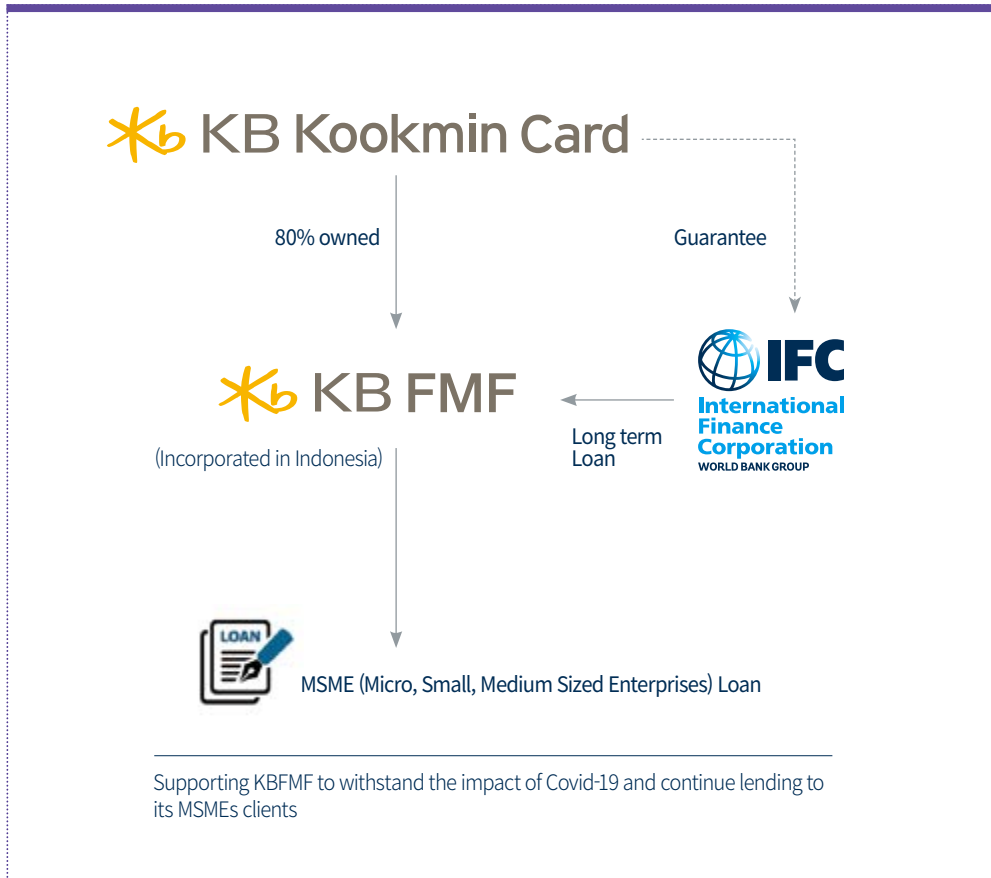 Kb KB Kookmin Card
80% owned
Guarantee
IFC
International
Finance
Corporation
WORLD BANK GROUP
Kb KB FMF
Long term
Loan
(Incorporated in Indonesia)
LOAN
MSME (Micro, Small, Medium Sized Enterprises) Loan
Supporting KBFMF to withstand the impact of Covid-19 and continue lending to
its MSMEs clients